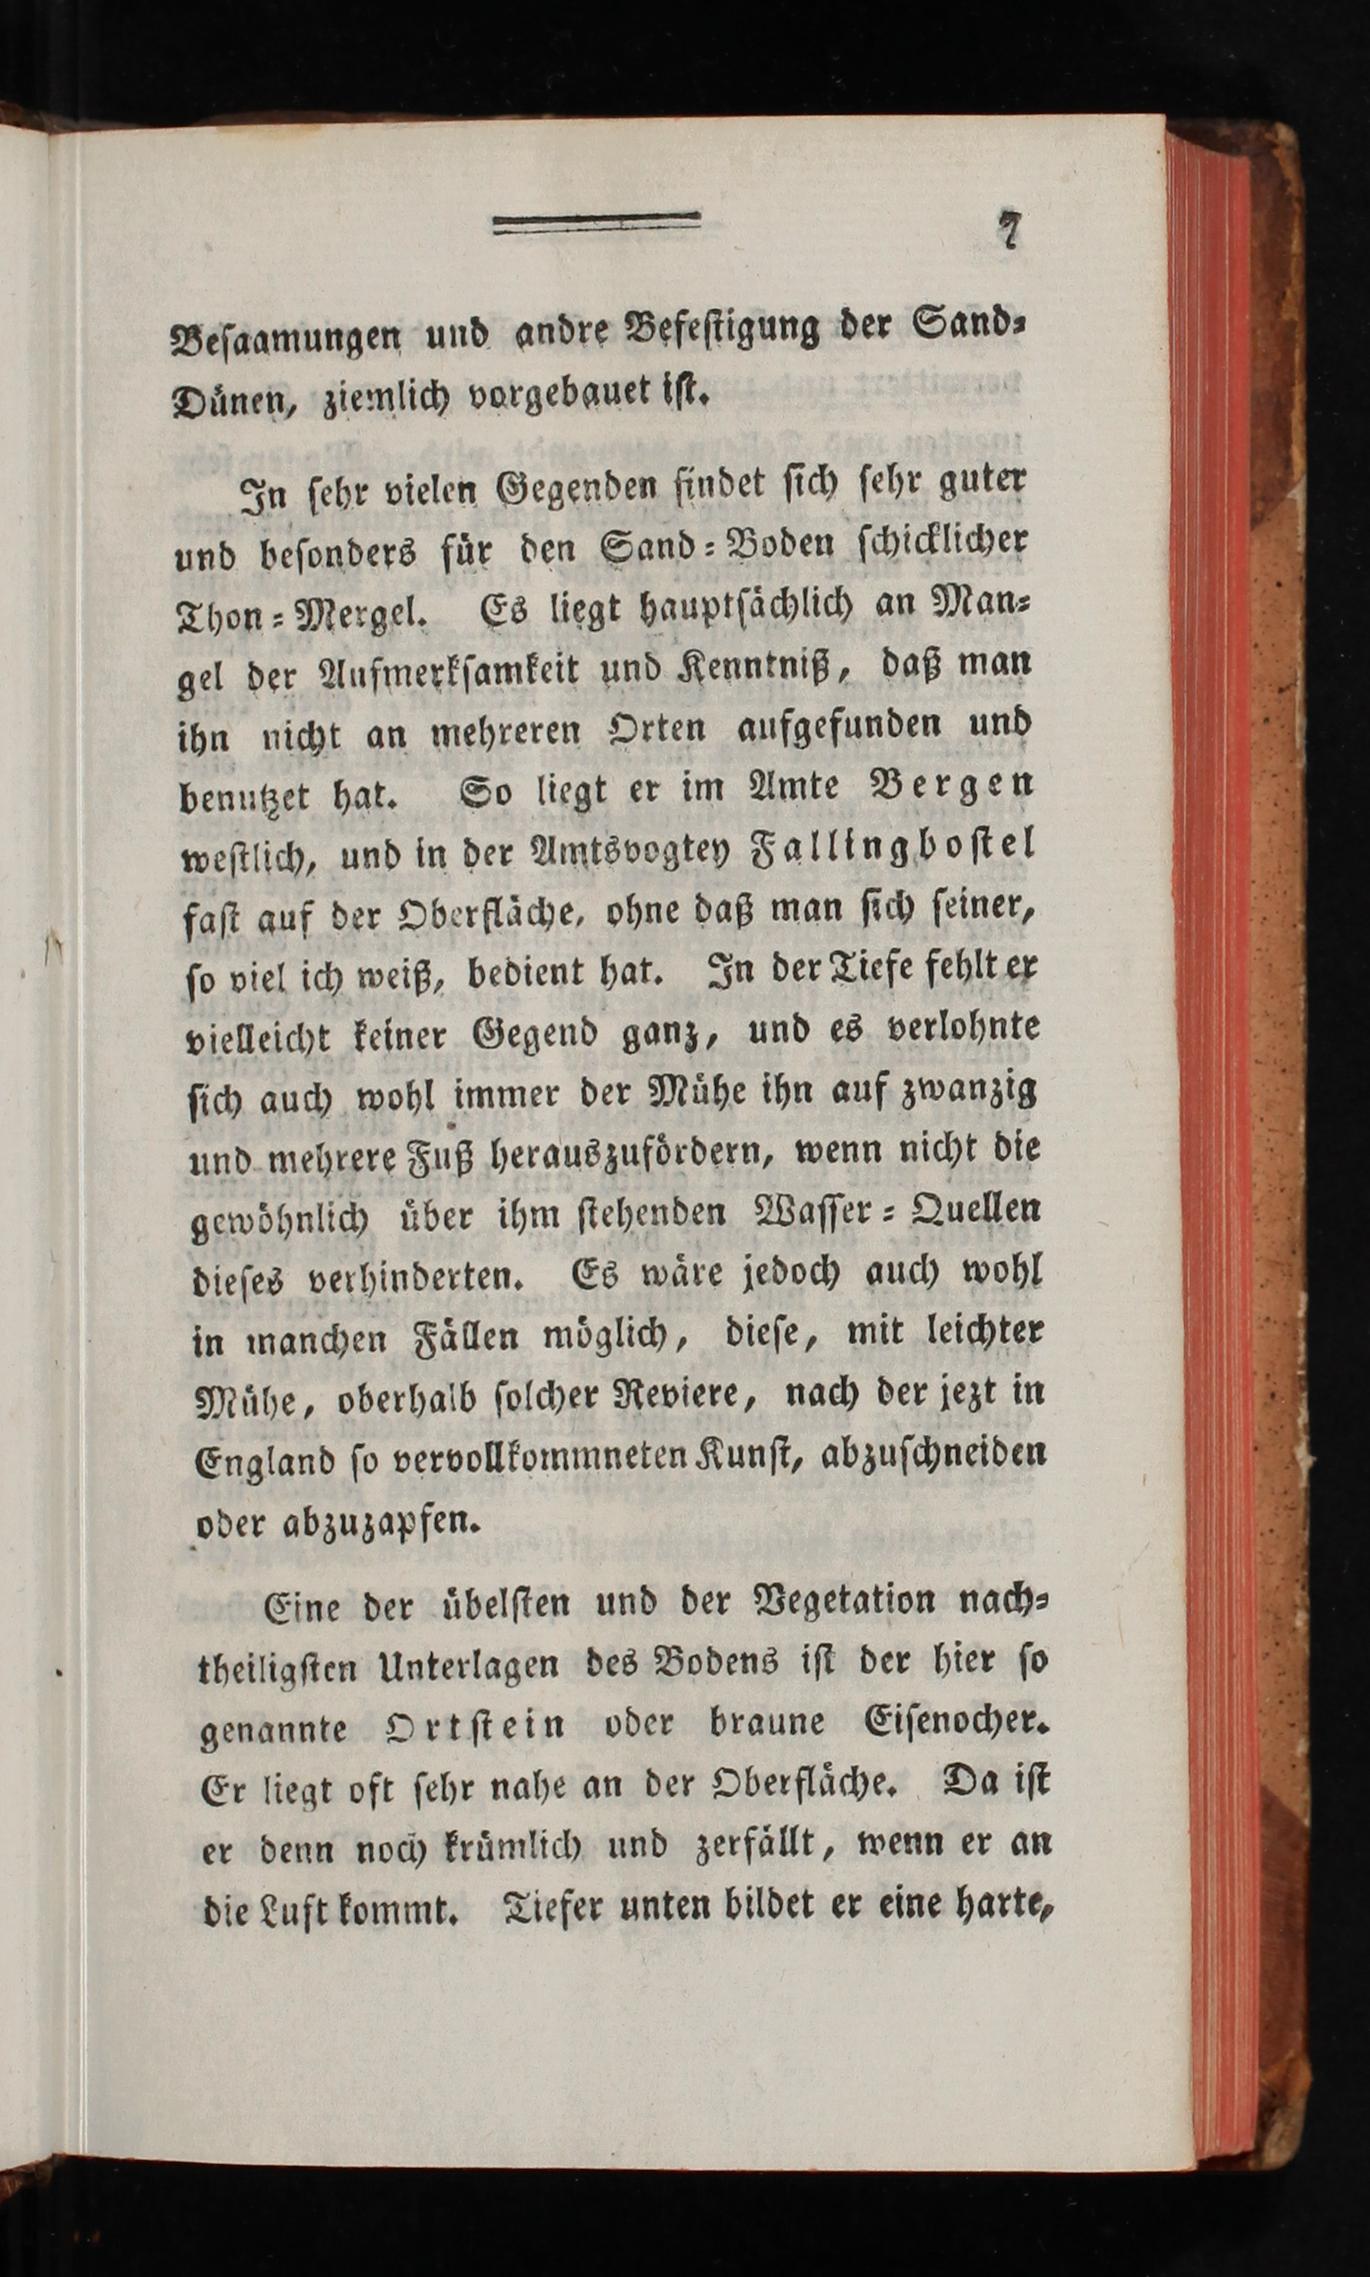 7
Beſaamungen und andre Befeſtigung der Sand⸗
Dünen, ziemlich vorgebauet iſt.
In ſehr vielen Gegenden findet ſich ſehr guter
und beſonders für den Sand⸗Boden ſchicklicher
Thon⸗Mergel. Es liegt hauptſächlich an Man⸗
gel der Aufmerkſamkeit und Kenntniß, daß man
ihn nicht an mehreren Orten aufgefunden und
benutzet hat. So liegt er im Amte Bergen
weſtlich, und in der Amtsvogtey Fallingboſtel
faſt auf der Oberfläche, ohne daß man ſich ſeiner,
ſo viel ich weiß, bedient hat. In der Tiefe fehlt er
vielleicht keiner Gegend ganz, und es verlohnte
ſich auch wohl immer der Mühe ihn auf zwanzig
und mehrere Fuß herauszufördern, wenn nicht die
gewöhnlich über ihm ſtehenden Waſſer⸗Quellen
dieſes verhinderten. Es wäre jedoch auch wohl
in manchen Fällen möglich, dieſe, mit leichter
Mühe, oberhalb ſolcher Reviere, nach der jezt in
England ſo vervollkommneten Kunſt, abzuſchneiden
oder abzuzapfen.
Eine der übelſten und der Vegetation nach⸗
theiligſten Unterlagen des Bodens iſt der hier ſo
genannte Ortſtein oder braune Eiſenocher.
Er liegt oft ſehr nahe an der Oberfläche. Da iſt
er denn noch krümlich und zerfällt, wenn er an
die Luft kommt. Tiefer unten bildet er eine harte,